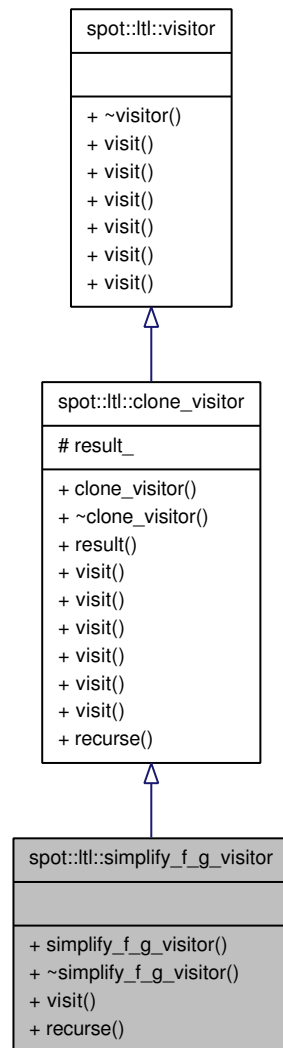 spot::ltl::visitor
+ ~visitor()
+ visit()
+ visit()
+ visit()
+ visit()
+ visit()
+ visit()
spot::ltl::clone_visitor
# result_
+ clone_visitor()
+ ~clone_visitor()
+ result()
+ visit()
+ visit()
+ visit()
+ visit()
+ visit()
+ visit()
+ recurse()
spot::ltl::simplify_f_g_visitor
+ simplify_f_g_visitor()
+ ~simplify_f_g_visitor()
+ visit()
+ recurse()